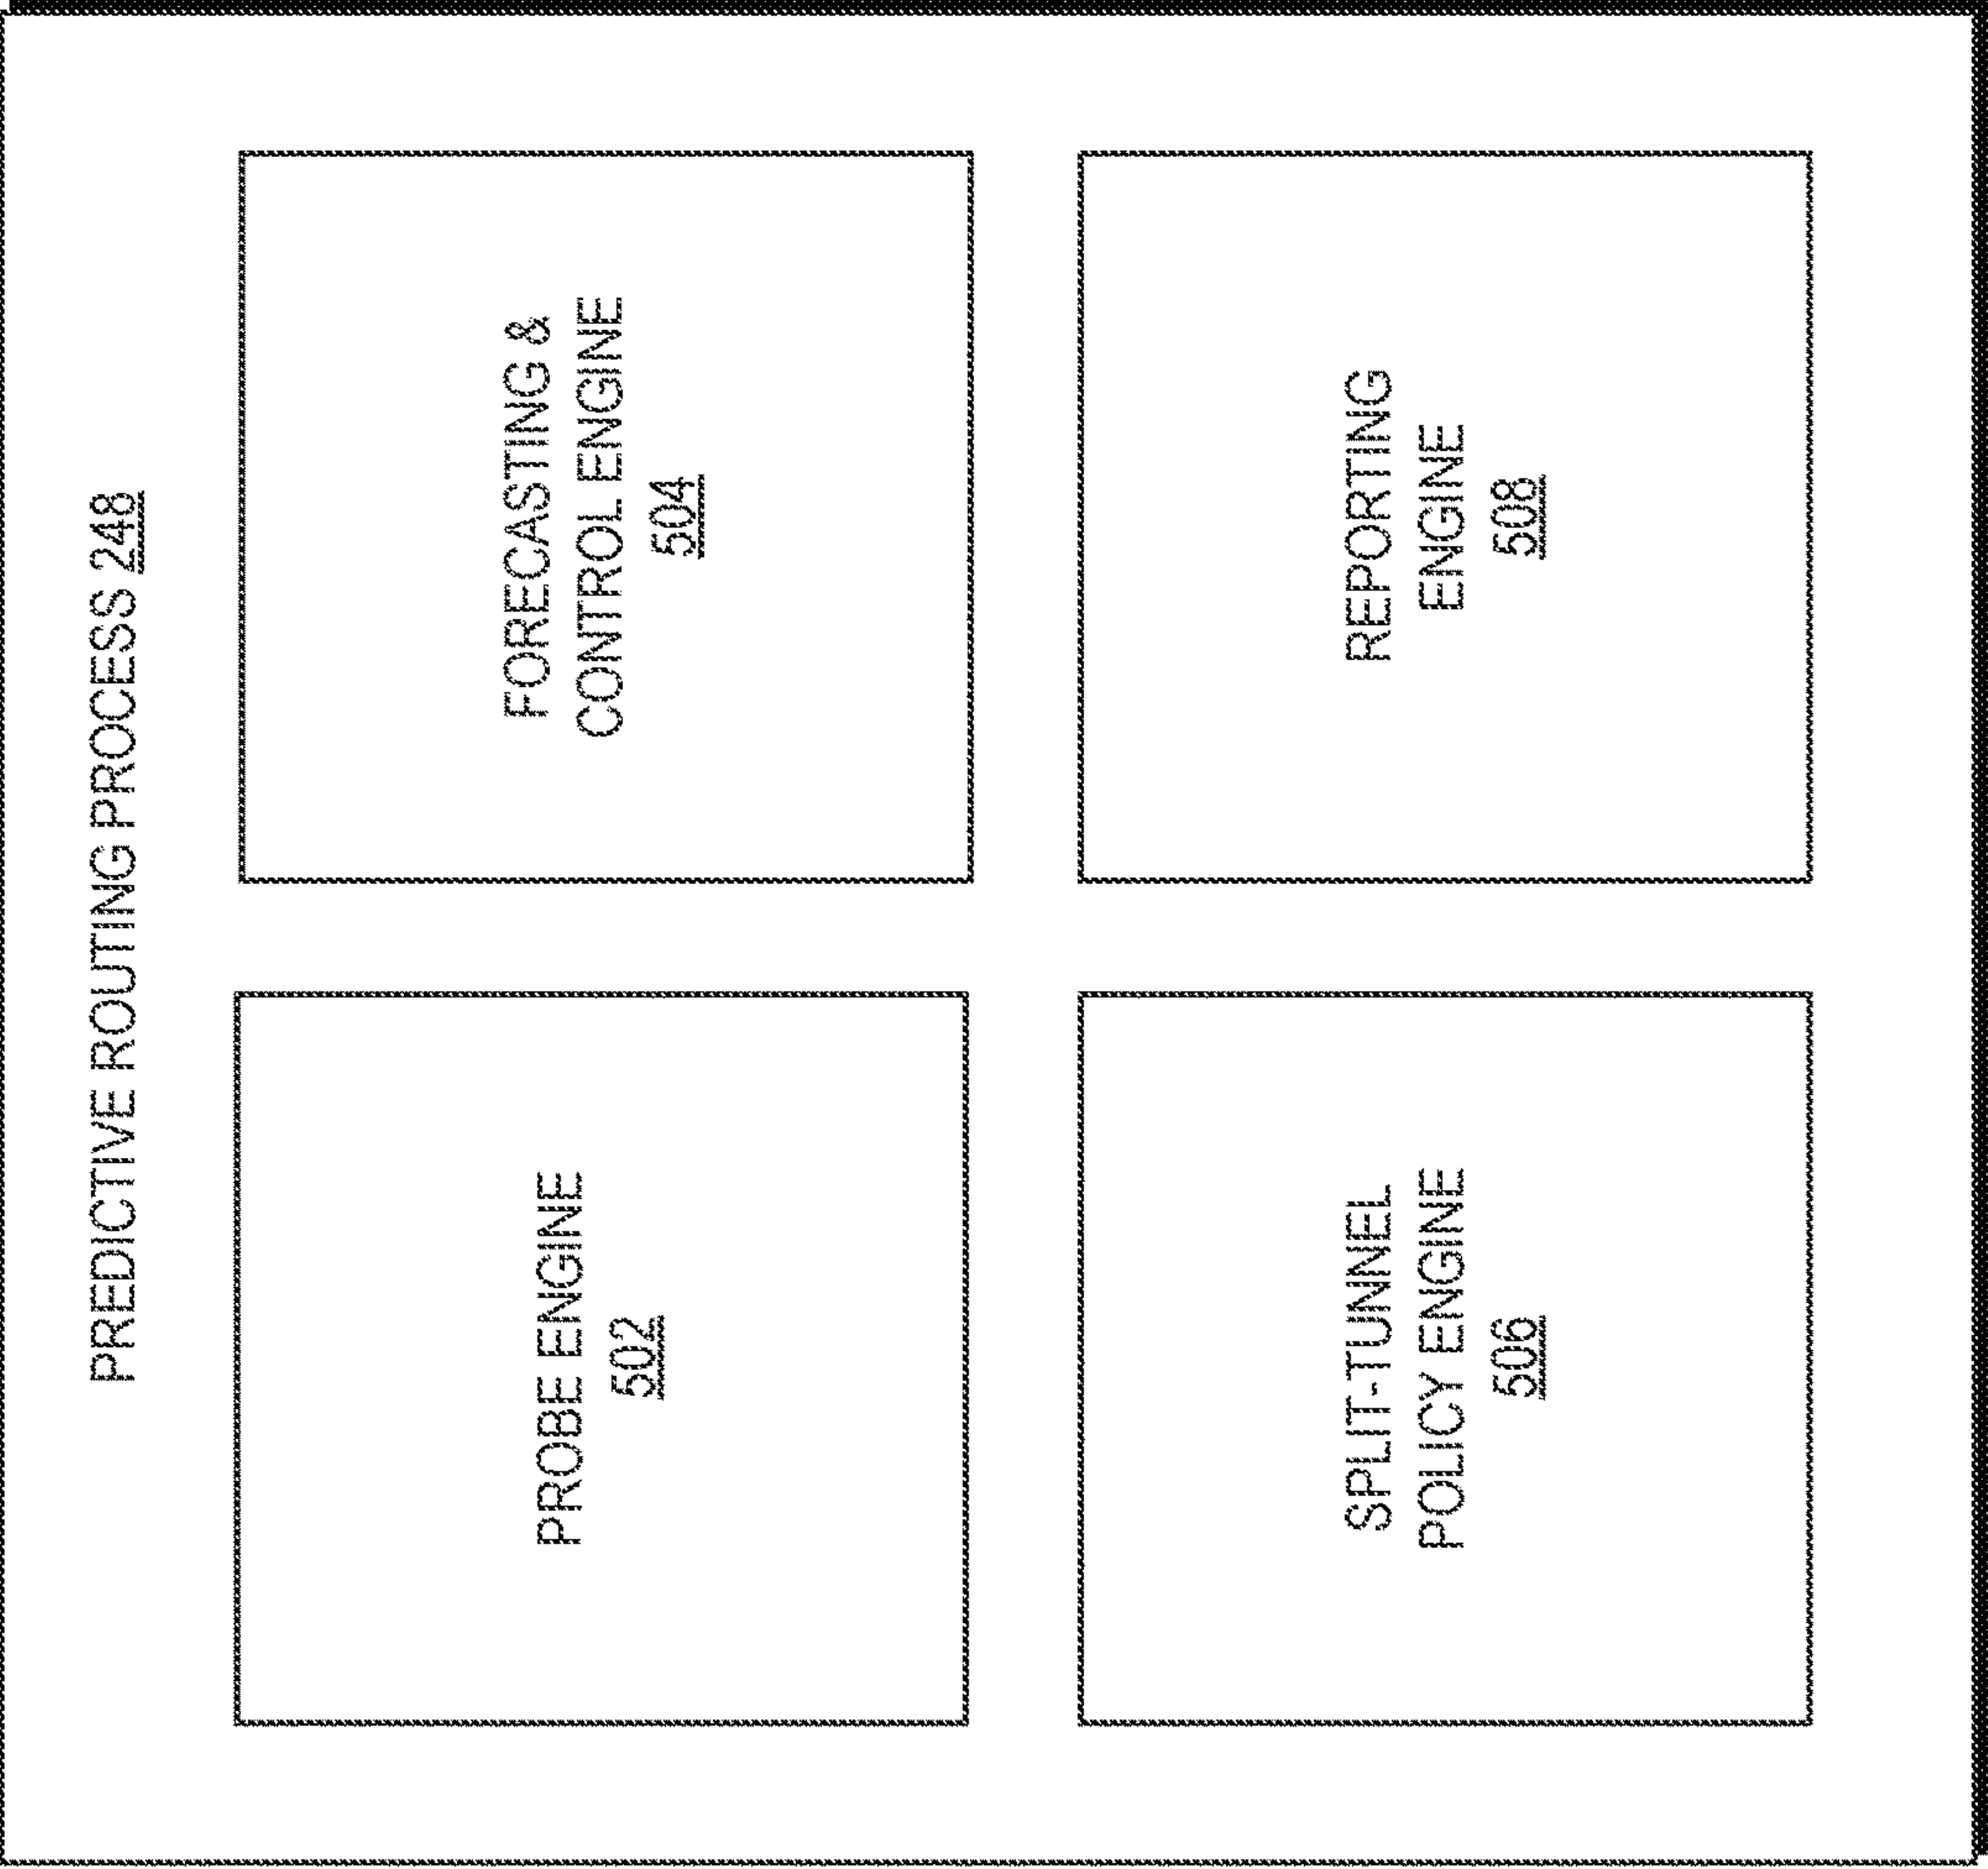 PREDICTIVE ROUTING PROCESS 248
PROBE ENGINE
502
FORECASTING &
CONTROL ENGINE
504
SPLIT-TUNNEL
POLICY ENGINE
506
REPORTING
ENGINE
508